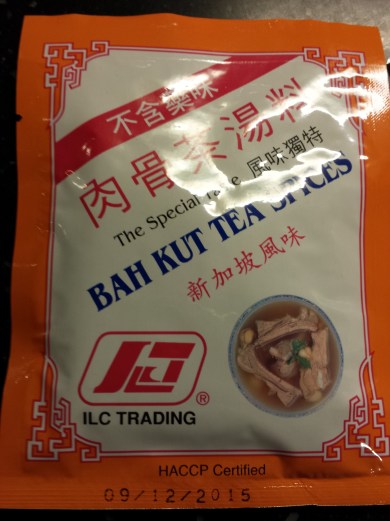 不含藥味
肉骨茶湯料
The Special Taste 風味獨特
BAH KUT TEA SPICES
新加坡風味
®
ILC TRADING
HACCP Certified
09/12/2015